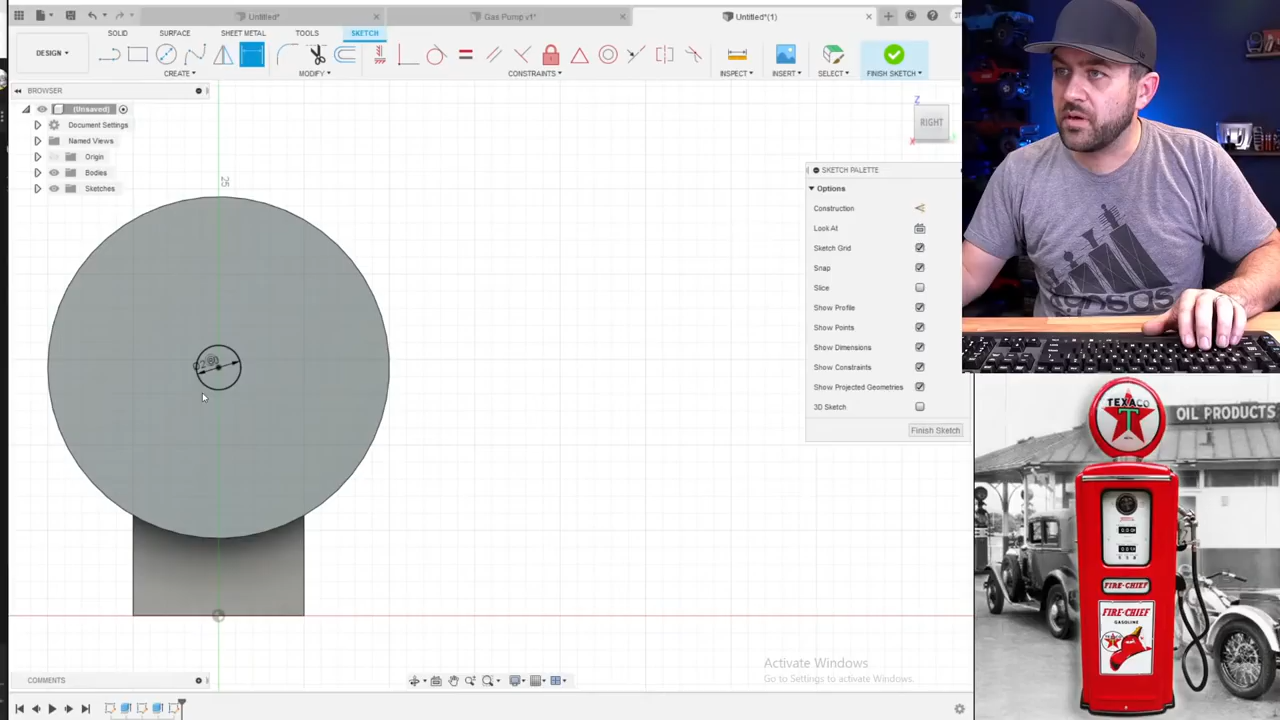 Untitled*
Gas Pump v1*
Untitled*(1)
DESIGN
SOLID
SURFACE
SHEET METAL
TOOLS
SKETCH
CREATE
MODIFY
CONSTRAINTS
INSPECT
INSERT
SELECT
FINISH SKETCH
BROWSER
(Unsaved)
Document Settings
Named Views
Origin
Bodies
Sketches
25
Z
RIGHT
X
SKETCH PALETTE
Options
Construction
Look At
Sketch Grid
Snap
Slice
Show Profile
Show Points
Show Dimensions
Show Constraints
Show Projected Geometries
3D Sketch
Finish Sketch
Activate Windows
Go to Settings to activate Windows.
COMMENTS
TEXACO
T
OIL PRODUCTS
FIRE-CHIEF
FIRE-CHIEF
GASOLINE